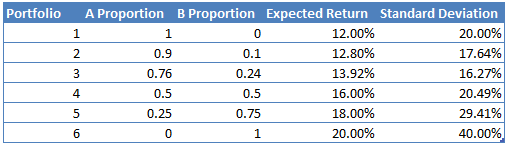 Portfolio A Proportion B Proportion Expected Return Standard Deviation
1 1 0 12.00% 20.00%
2 0.9 0.1 12.80% 17.64%
3 0.76 0.24 13.92% 16.27%
4 0.5 0.5 16.00% 20.49%
5 0.25 0.75 18.00% 29.41%
6 0 1 20.00% 40.00%